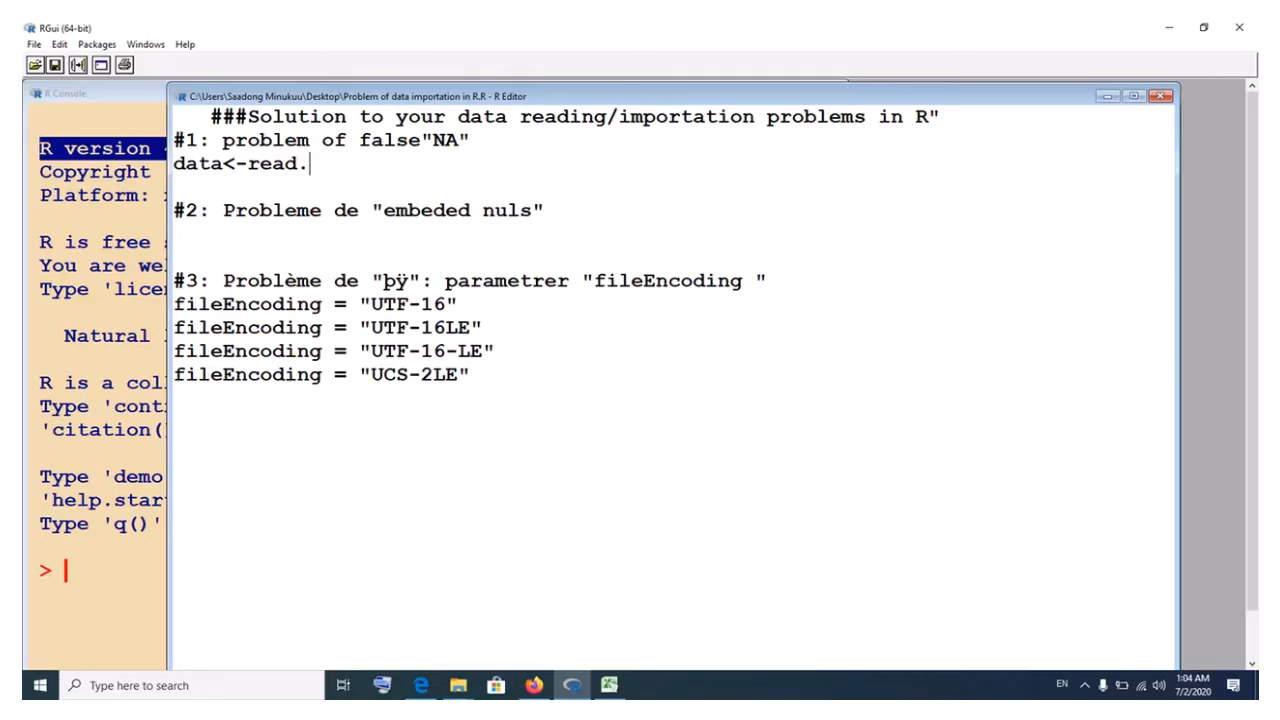 RGui (64-bit)
File Edit Packages Windows Help
R Console
C:\Users\Saadong Minukuu\Desktop\Problem of data importation in R.R - R Editor
###Solution to your data reading/importation problems in R"
#1: problem of false"NA"
data<-read.
#2: Probleme de "embeded nuls"
#3: Problème de "þÿ": parametrer "fileEncoding "
fileEncoding = "UTF-16"
fileEncoding = "UTF-16LE"
fileEncoding = "UTF-16-LE"
fileEncoding = "UCS-2LE"
R version
Copyright
Platform:
R is free
You are we
Type 'lice
Natural
R is a col
Type 'cont
'citation(
Type 'demo
'help.star
Type 'q()'
>
Type here to search
EN
1:04 AM
7/2/2020